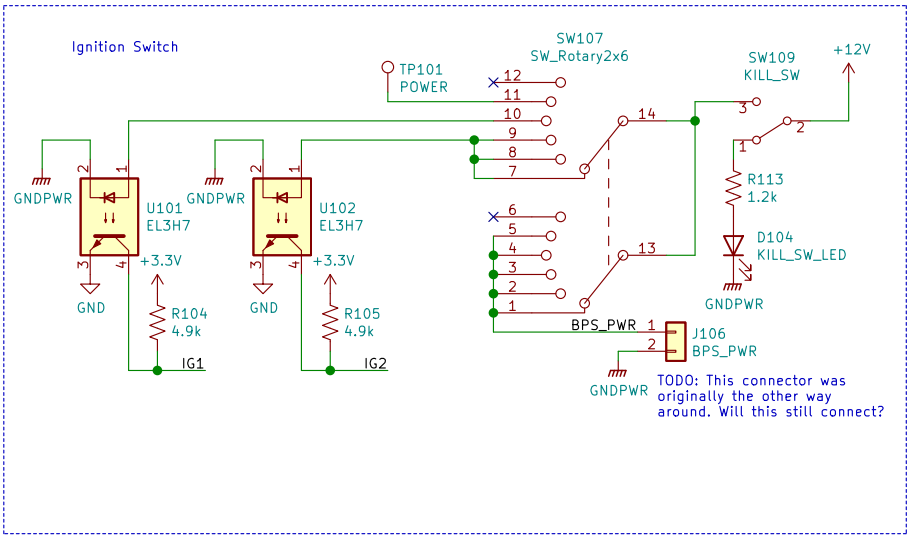 Ignition Switch
SW107
SW_Rotary2x6
SW109
KILL_SW
+12V
TP101
POWER
12
11
10
9
8
7
14
3
2
1
2
1
2
1
GNDPWR
GNDPWR
U101
EL3H7
U102
EL3H7
R113
1.2k
6
5
4
3
2
1
13
D104
KILL_SW_LED
3
4
3
4
+3.3V
+3.3V
GND
GND
GNDPWR
R104
4.9k
R105
4.9k
BPS_PWR
1
2
J106
BPS_PWR
IG1
IG2
GNDPWR
TODO: This connector was
originally the other way
around. Will this still connect?